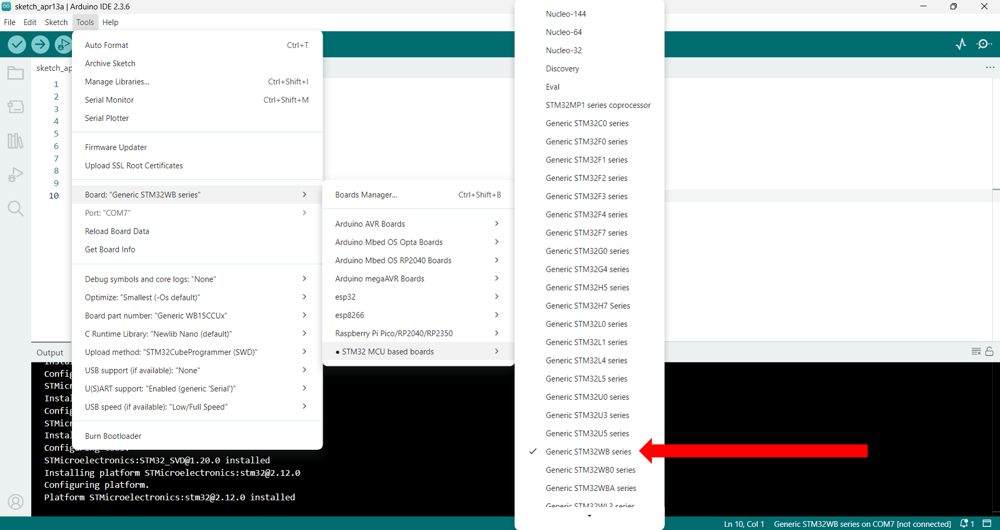 sketch_apr13a | Arduino IDE 2.3.6
File Edit Sketch Tools Help
sketch_ap
1
2
3
4
5
6
7
8
9
10
Auto Format Ctrl+T
Archive Sketch
Manage Libraries... Ctrl+Shift+I
Serial Monitor Ctrl+Shift+M
Serial Plotter
Firmware Updater
Upload SSL Root Certificates
Board: "Generic STM32WB series"
Port: "COM7"
Reload Board Data
Get Board Info
Debug symbols and core logs: "None"
Optimize: "Smallest (-Os default)"
Board part number: "Generic WB15CCUx"
C Runtime Library: "Newlib Nano (default)"
Upload method: "STM32CubeProgrammer (SWD)"
USB support (if available): "None"
U(S)ART support: "Enabled (generic 'Serial')"
USB speed (if available): "Low/Full Speed"
Burn Bootloader
Boards Manager... Ctrl+Shift+B
Arduino AVR Boards
Arduino Mbed OS Opta Boards
Arduino Mbed OS RP2040 Boards
Arduino megaAVR Boards
esp32
esp8266
Raspberry Pi Pico/RP2040/RP2350
● STM32 MCU based boards
Nucleo-144
Nucleo-64
Nucleo-32
Discovery
Eval
STM32MP1 series coprocessor
Generic STM32C0 series
Generic STM32F0 series
Generic STM32F1 series
Generic STM32F2 series
Generic STM32F3 series
Generic STM32F4 series
Generic STM32F7 series
Generic STM32G0 series
Generic STM32G4 series
Generic STM32H5 series
Generic STM32H7 Series
Generic STM32L0 series
Generic STM32L1 series
Generic STM32L4 series
Generic STM32L5 series
Generic STM32U0 series
Generic STM32U3 series
Generic STM32U5 series
Generic STM32WB series
Generic STM32WB0 series
Generic STM32WBA series
Generic STM32WL3 series
Output
Config
STMicr
Instal
Config
STMicr
Instal
Configuring tool.
STMicroelectronics:STM32_SVD@1.20.0 installed
Installing platform STMicroelectronics:stm32@2.12.0
Configuring platform.
Platform STMicroelectronics:stm32@2.12.0 installed
Ln 10, Col 1 Generic STM32WB series on COM7 [not connected] 1